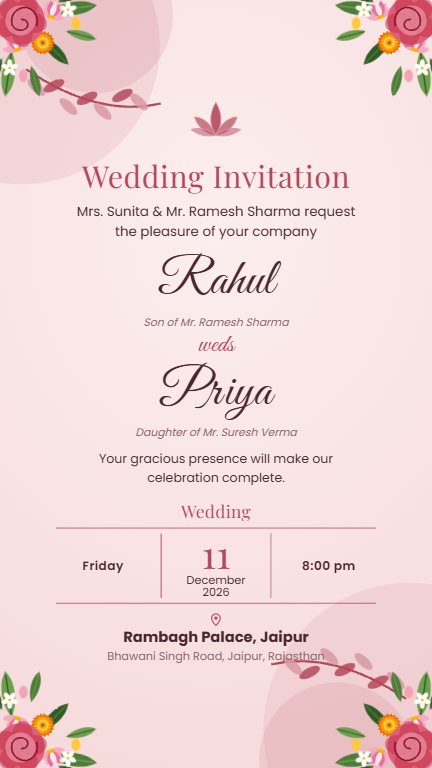 Wedding Invitation
Mrs. Sunita & Mr. Ramesh Sharma request
the pleasure of your company
Rahul
Son of Mr. Ramesh Sharma
weds
Priya
Daughter of Mr. Suresh Verma
Your gracious presence will make our
celebration complete.
Wedding
Friday
11
December
2026
8:00 pm
Rambagh Palace, Jaipur
Bhawani Singh Road, Jaipur, Rajasthan